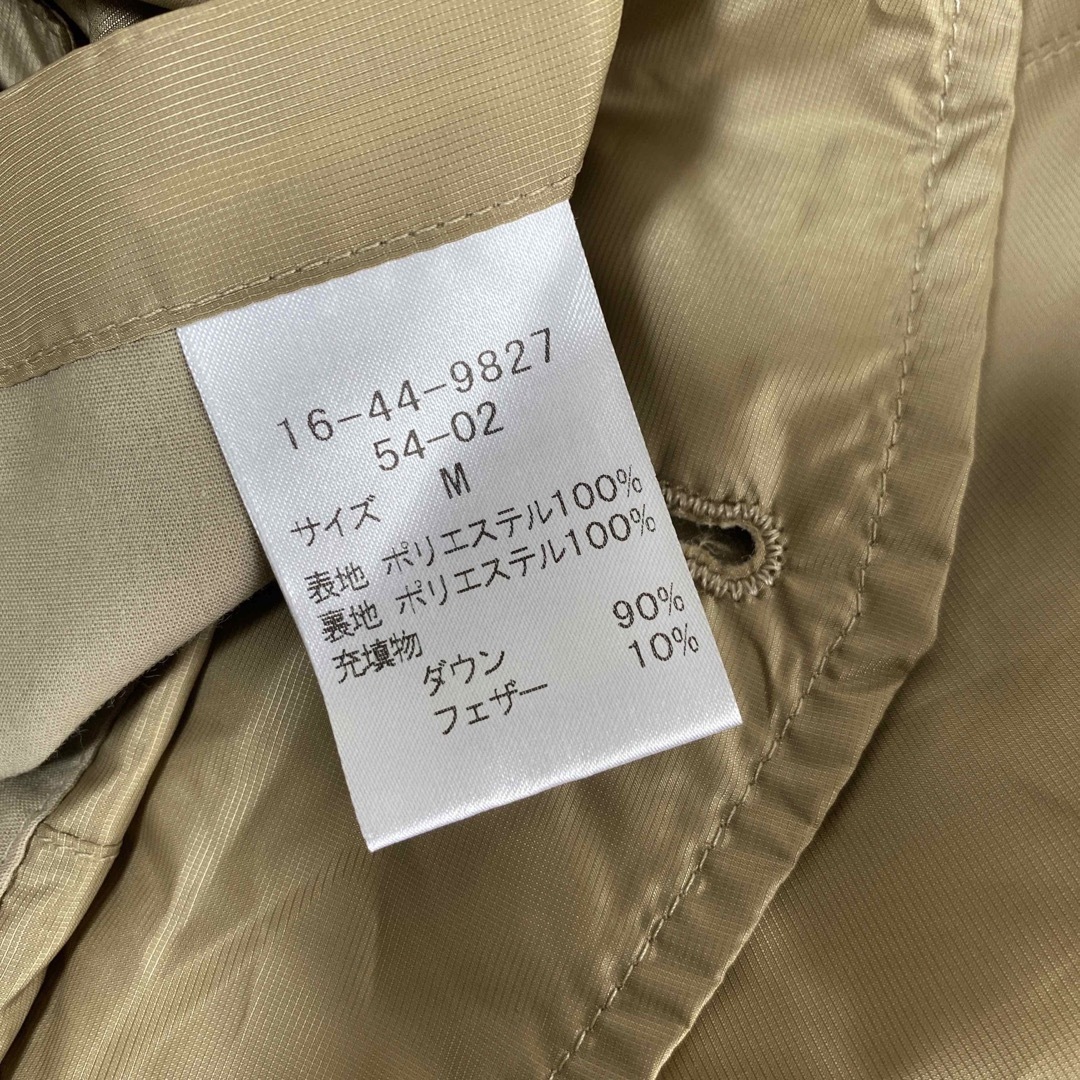 16-44-9827
54-02
サイズ M
表地 ポリエステル100%
裏地 ポリエステル100%
充填物
ダウン 90%
フェザー 10%